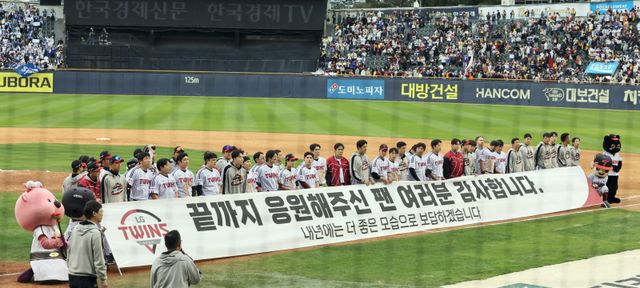 한국경제신문 한국경제TV
UBORA
125m
도미노피자
대방건설
HANCOM
대보건설
LG
TWINS
끝까지 응원해주신 팬 여러분 감사합니다.
내년에는 더 좋은 모습으로 보답하겠습니다